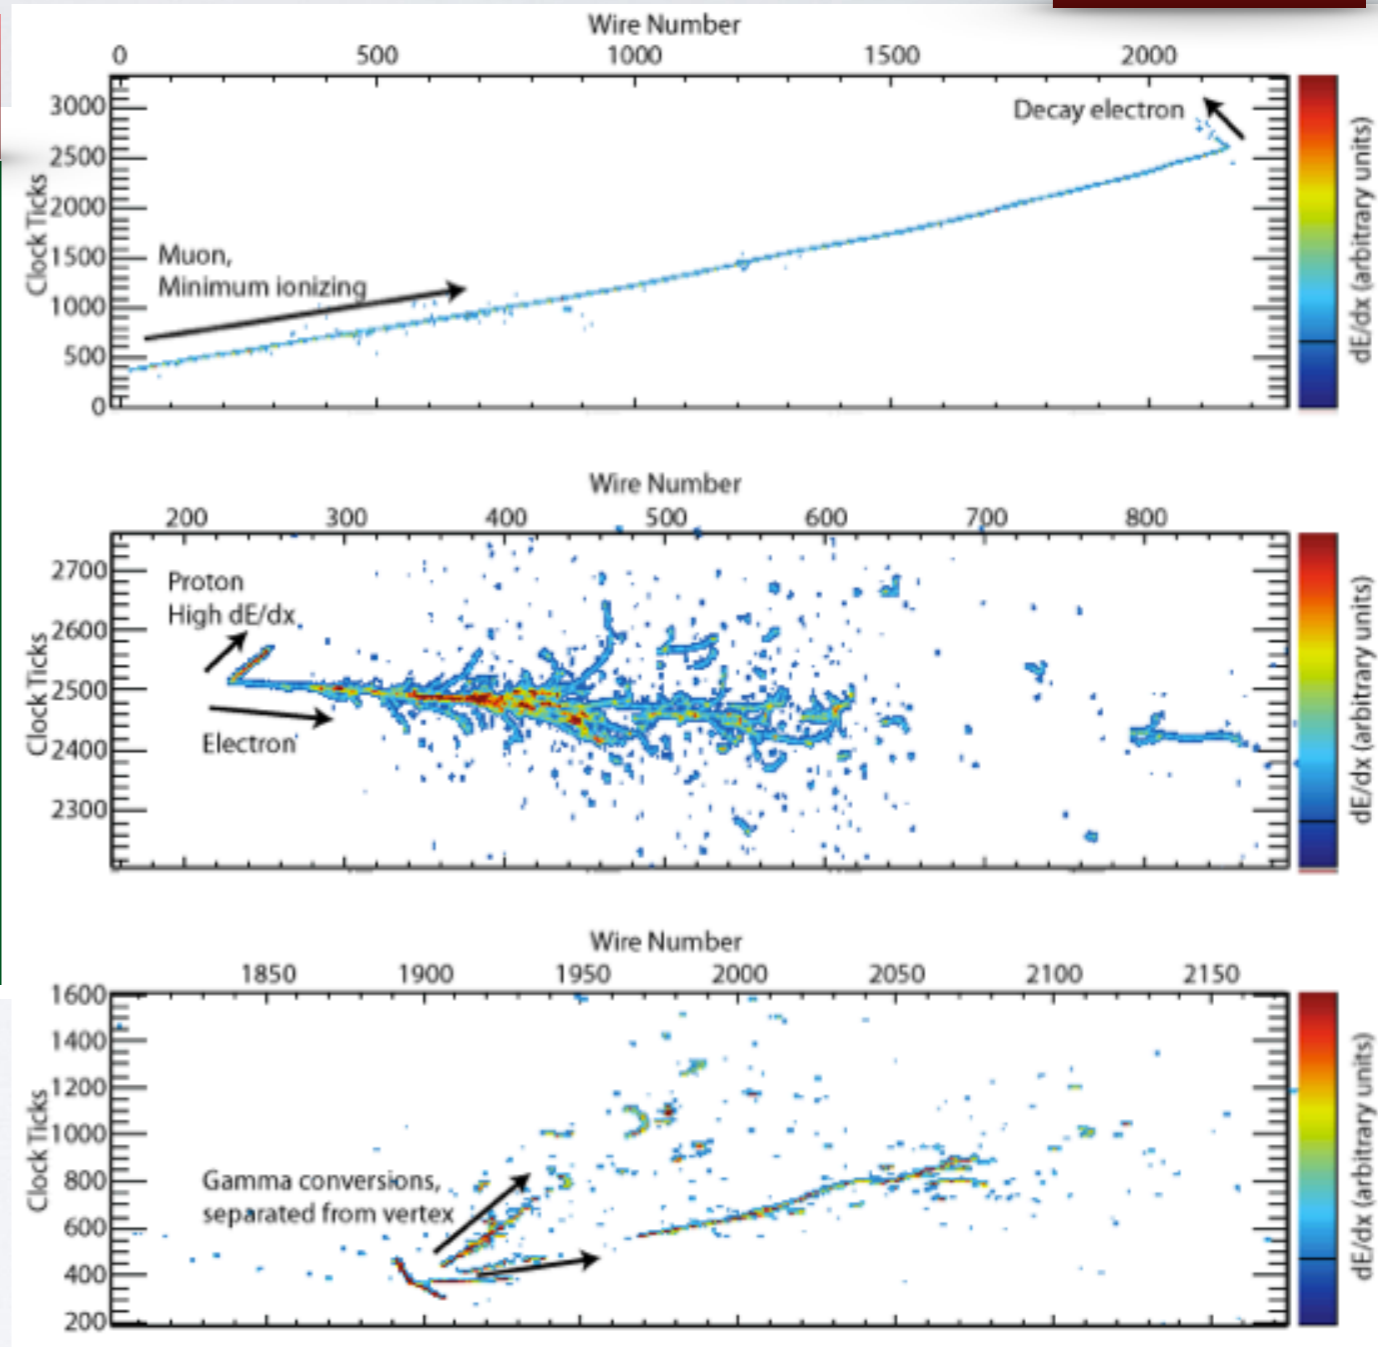 Wire Number
0 500 1000 1500 2000
3000
2500
2000
1500
1000
500
0
Clock Ticks
Decay electron
Muon,
Minimum ionizing
dE/dx (arbitrary units)
Wire Number
200 300 400 500 600 700 800
2700
2600
2500
2400
2300
Clock Ticks
Proton
High dE/dx
Electron
dE/dx (arbitrary units)
Wire Number
1850 1900 1950 2000 2050 2100 2150
1600
1400
1200
1000
800
600
400
200
Clock Ticks
Gamma conversions,
separated from vertex
dE/dx (arbitrary units)